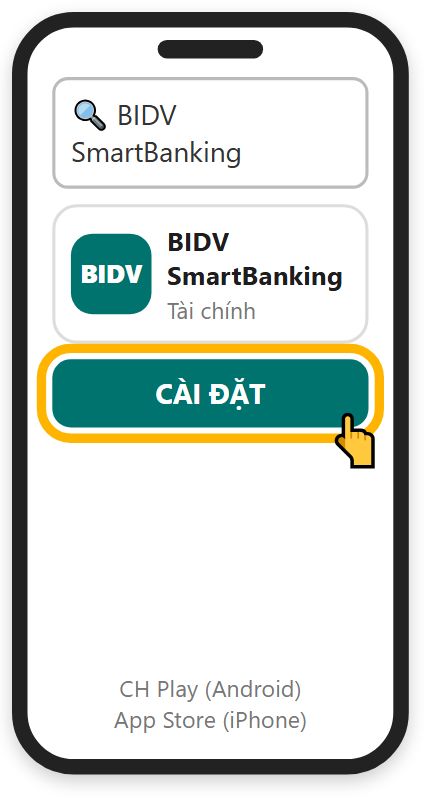 BIDV
SmartBanking
BIDV
BIDV
SmartBanking
Tài chính
CÀI ĐẶT
CH Play (Android)
App Store (iPhone)